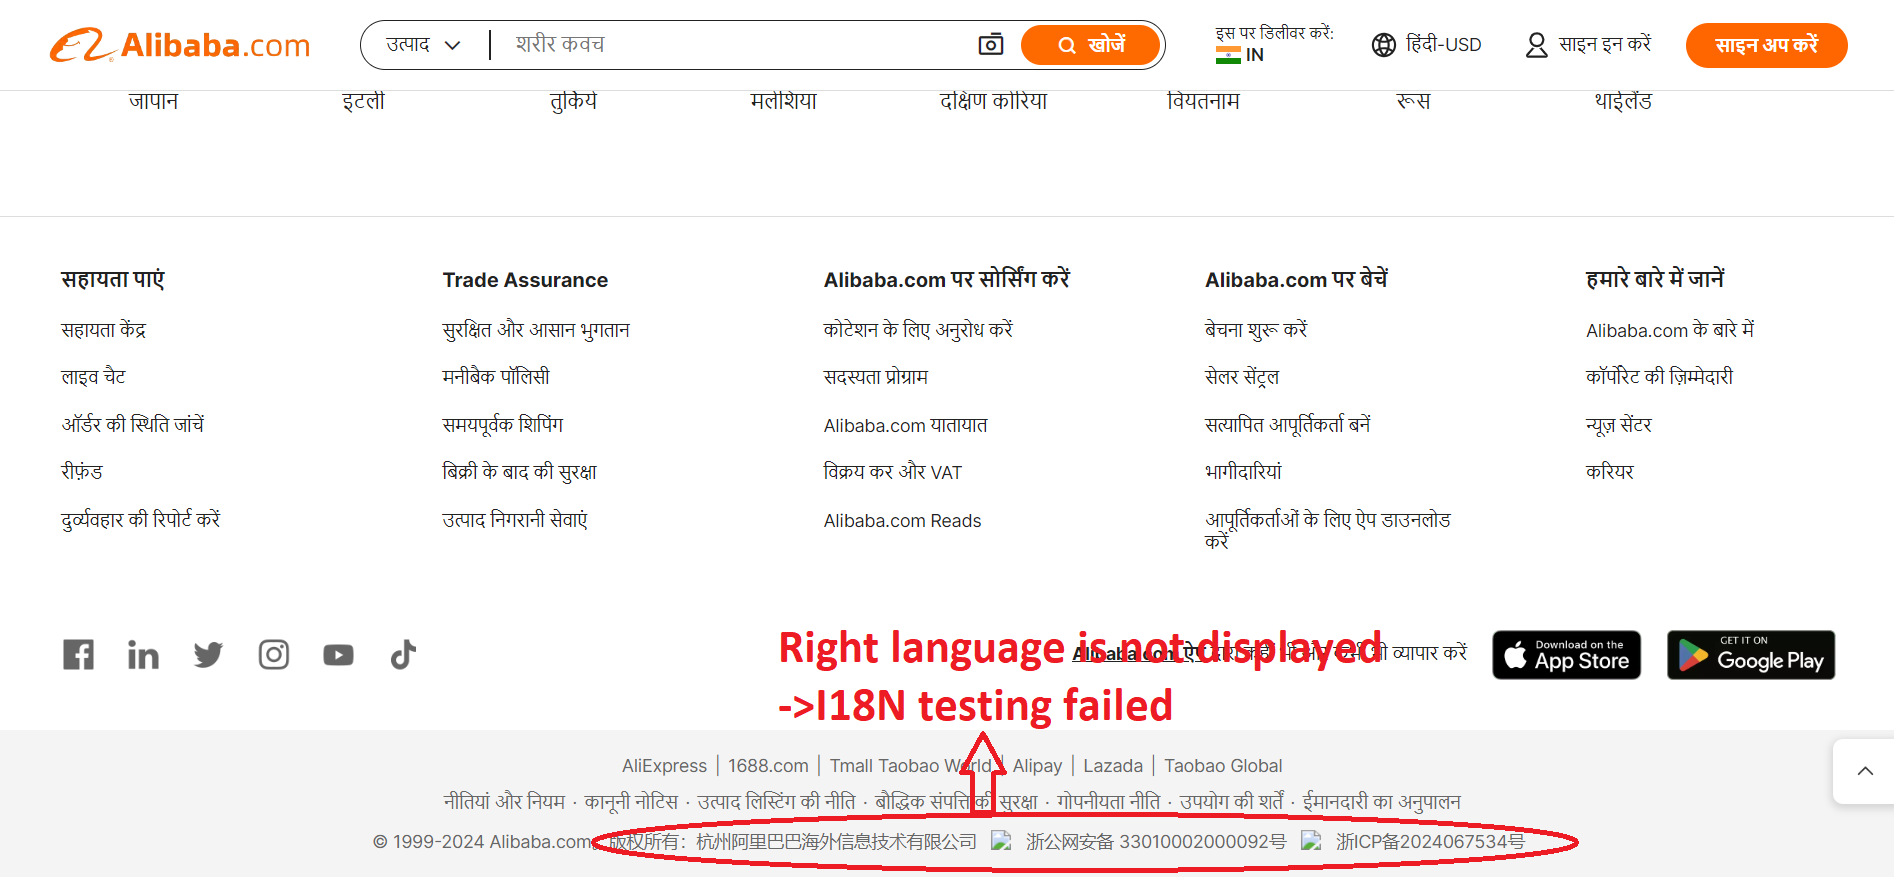 Alibaba.com
उत्पाद शरीर कवच खोजें
इस पर डिलीवर करें:
IN
हिंदी-USD
साइन इन करें
साइन अप करें
जापान इटली तुर्किये मलेशिया दक्षिण कोरिया वियतनाम रूस थाईलैंड
सहायता पाएं
सहायता केंद्र
लाइव चैट
ऑर्डर की स्थिति जांचें
रीफ़ंड
दुर्व्यवहार की रिपोर्ट करें
Trade Assurance
सुरक्षित और आसान भुगतान
मनीबैक पॉलिसी
समयपूर्वक शिपिंग
बिक्री के बाद की सुरक्षा
उत्पाद निगरानी सेवाएं
Alibaba.com पर सोर्सिंग करें
कोटेशन के लिए अनुरोध करें
सदस्यता प्रोग्राम
Alibaba.com यातायात
विक्रय कर और VAT
Alibaba.com Reads
Alibaba.com पर बेचें
बेचना शुरू करें
सेलर सेंट्रल
सत्यापित आपूर्तिकर्ता बनें
भागीदारियां
आपूर्तिकर्ताओं के लिए ऐप डाउनलोड
करें
हमारे बारे में जानें
Alibaba.com के बारे में
कॉर्पोरेट की ज़िम्मेदारी
न्यूज़ सेंटर
करियर
Right language is not displayed
->I18N testing failed
Alibaba.com ऐप द्वारा कहीं भी और कभी भी व्यापार करें
Download on the
App Store
GET IT ON
Google Play
AliExpress | 1688.com | Tmall Taobao World | Alipay | Lazada | Taobao Global
नीतियां और नियम · कानूनी नोटिस · उत्पाद लिस्टिंग की नीति · बौद्धिक संपत्ति की सुरक्षा · गोपनीयता नीति · उपयोग की शर्तें · ईमानदारी का अनुपालन
© 1999-2024 Alibaba.com。版权所有：杭州阿里巴巴海外信息技术有限公司 浙公网安备 33010002000092号 浙ICP备2024067534号